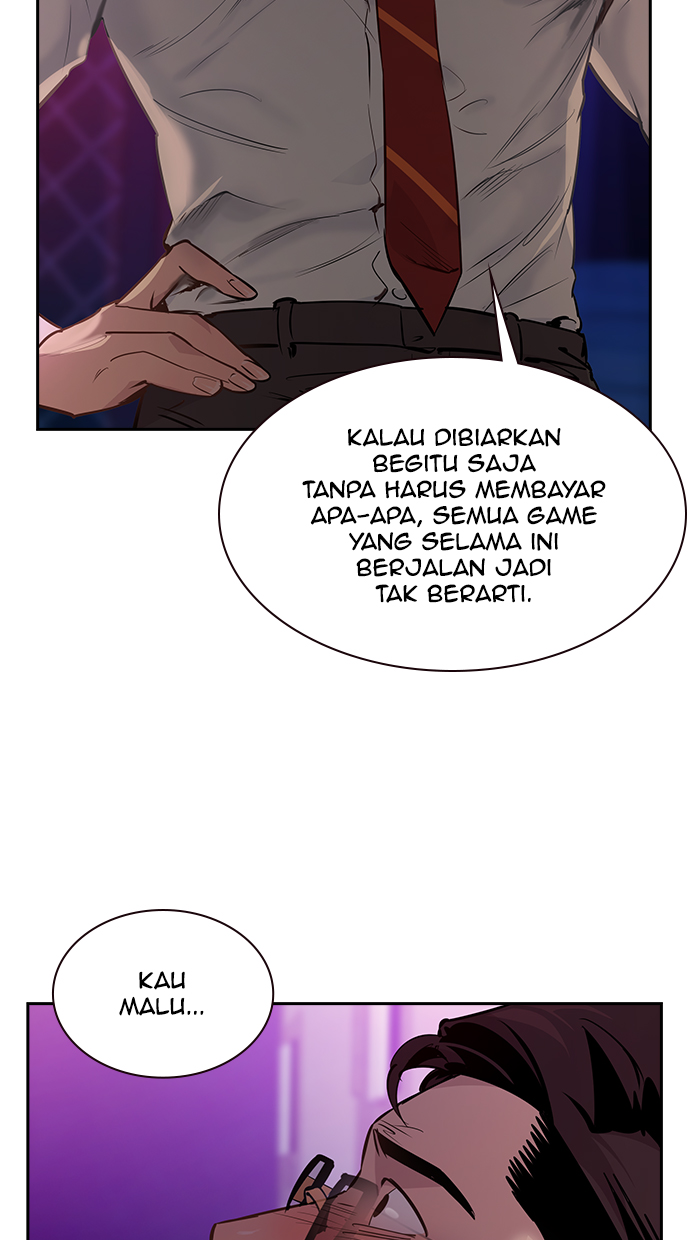 KALAU DIBIARKAN
BEGITU SAJA
TANPA HARUS MEMBAYAR
APA-APA, SEMUA GAME
YANG SELAMA INI
BERJALAN JADI
TAK BERARTI.
KAU
MALU...